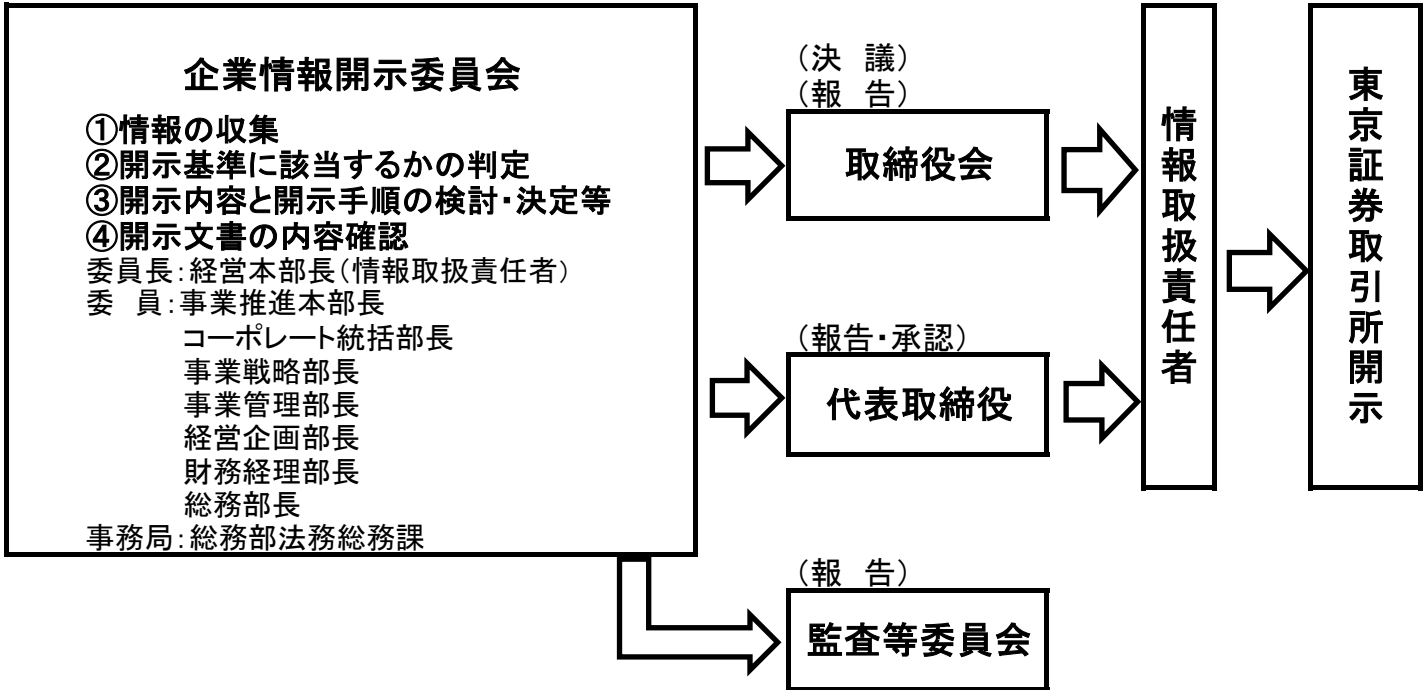 企業情報開示委員会
①情報の収集
②開示基準に該当するかの判定
③開示内容と開示手順の検討・決定等
④開示文書の内容確認
委員長：経営本部長（情報取扱責任者）
委　員：事業推進本部長
コーポレート統括部長
事業戦略部長
事業管理部長
経営企画部長
財務経理部長
総務部長
事務局：総務部法務総務課
（決　議）
（報　告）
取締役会
（報告・承認）
代表取締役
（報　告）
監査等委員会
情報取扱責任者
東京証券取引所開示